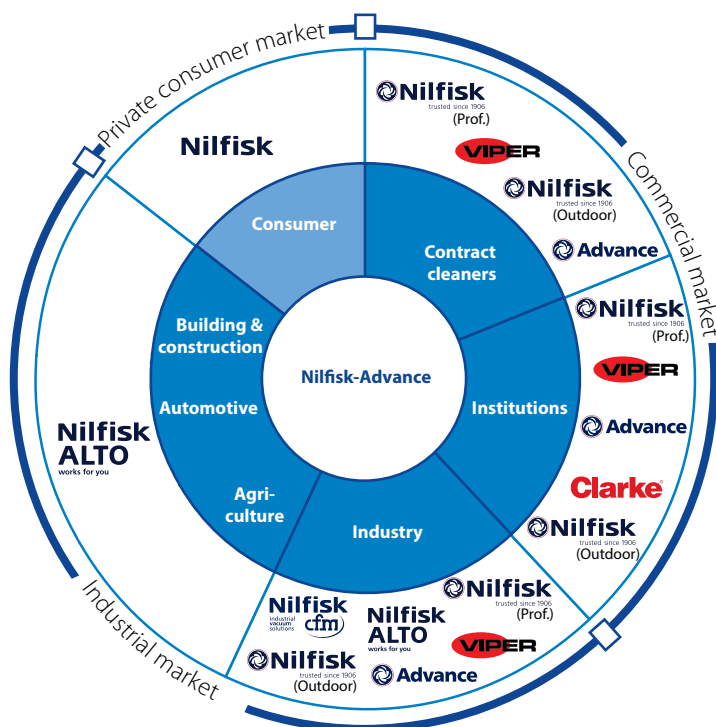 Private consumer market
Commercial market
Industrial market
Nilfisk-Advance
Consumer
Nilfisk
Contract
cleaners
Nilfisk
trusted since 1906
(Prof.)
VIPER
Nilfisk
trusted since 1906
(Outdoor)
Advance
Institutions
Nilfisk
trusted since 1906
(Prof.)
VIPER
Advance
Clarke®
Nilfisk
trusted since 1906
(Outdoor)
Industry
Nilfisk
trusted since 1906
(Prof.)
VIPER
Nilfisk
ALTO
works for you
Advance
Nilfisk
industrial
vacuum
solutions
cfm
Nilfisk
trusted since 1906
(Outdoor)
Building &
construction
Automotive
Agri-
culture
Nilfisk
ALTO
works for you